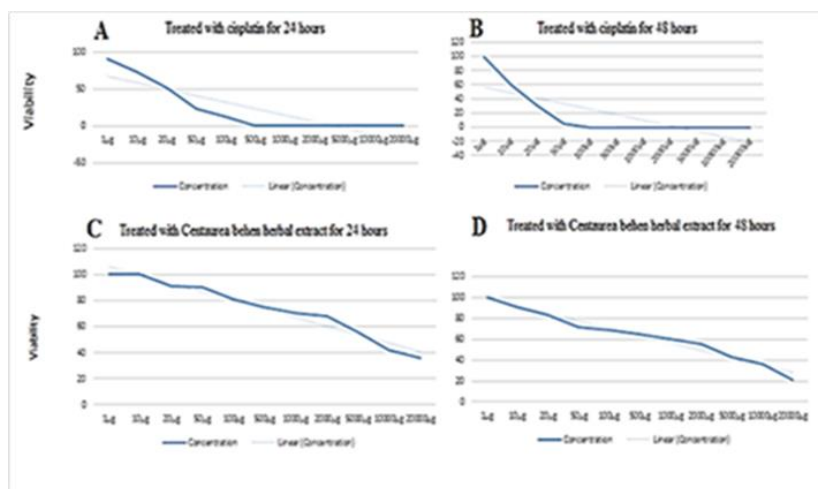 A Treated with cisplatin for 24 hours
Viability
100
50
0
-50
1µg 10µg 20µg 50µg 100µg 500µg 1000µg 2000µg 5000µg 10000µg 20000µg
Concentration Linear (Concentration)
B Treated with cisplatin for 48 hours
120
100
80
60
40
20
0
-20
-40
Concentration Linear (Concentration)
C Treated with Centaurea behen herbal extract for 24 hours
Viability
120
100
80
60
40
20
0
1µg 10µg 20µg 50µg 100µg 500µg 1000µg 2000µg 5000µg 10000µg 20000µg
Concentration Linear (Concentration)
D Treated with Centaurea behen herbal extract for 48 hours
120
100
80
60
40
20
0
1µg 10µg 20µg 50µg 100µg 500µg 1000µg 2000µg 5000µg 10000µg 20000µg
Concentration Linear (Concentration)